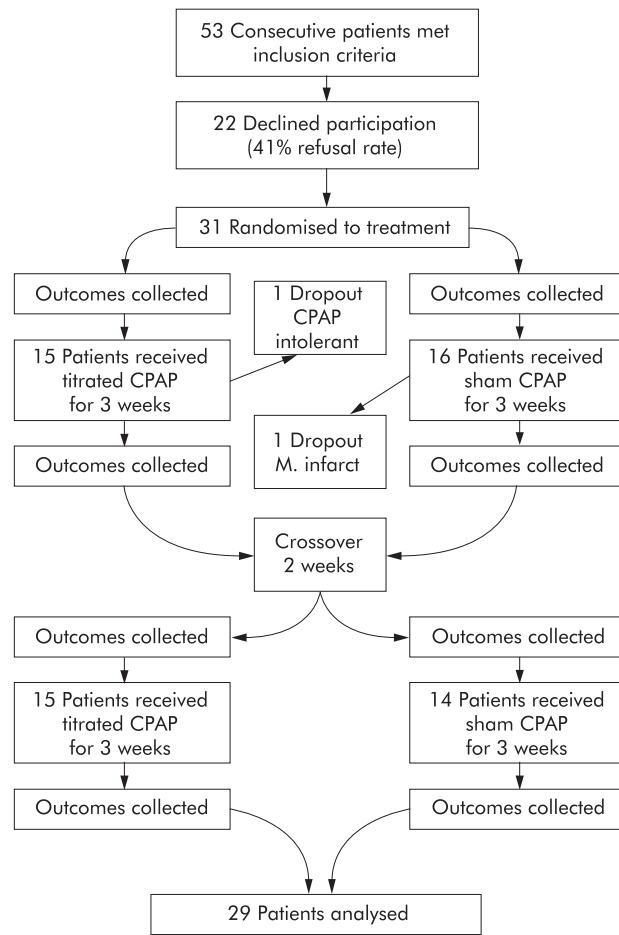 53 Consecutive patients met
inclusion criteria
22 Declined participation
(41% refusal rate)
31 Randomised to treatment
Outcomes collected
1 Dropout
CPAP
intolerant
Outcomes collected
15 Patients received
titrated CPAP
for 3 weeks
16 Patients received
sham CPAP
for 3 weeks
1 Dropout
M. infarct
Outcomes collected
Outcomes collected
Crossover
2 weeks
Outcomes collected
Outcomes collected
15 Patients received
titrated CPAP
for 3 weeks
14 Patients received
sham CPAP
for 3 weeks
Outcomes collected
Outcomes collected
29 Patients analysed